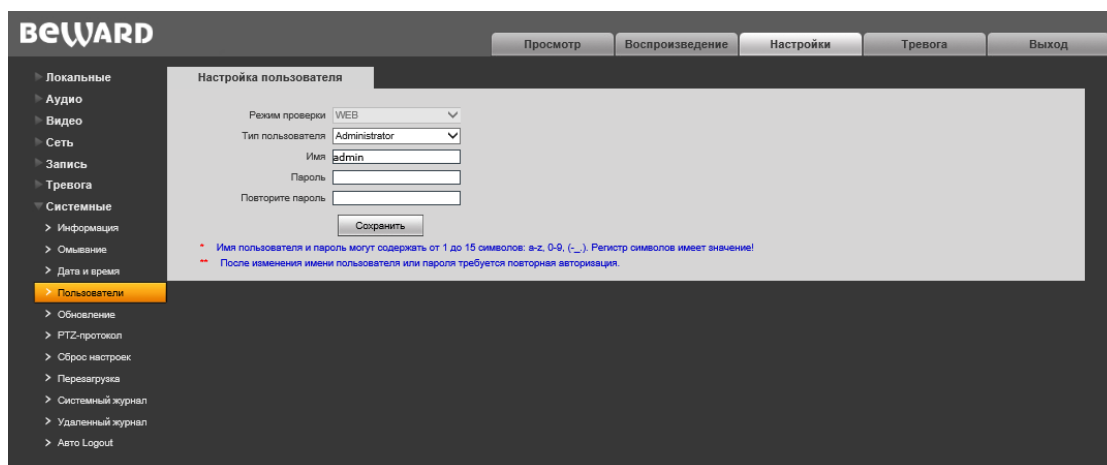 BEWARD
Просмотр
Воспроизведение
Настройки
Тревога
Выход
Локальные
Аудио
Видео
Сеть
Запись
Тревога
Системные
> Информация
> Омывание
> Дата и время
> Пользователи
> Обновление
> PTZ-протокол
> Сброс настроек
> Перезагрузка
> Системный журнал
> Удаленный журнал
> Авто Logout
Настройка пользователя
Режим проверки WEB
Тип пользователя Administrator
Имя admin
Пароль
Повторите пароль
Сохранить
* Имя пользователя и пароль могут содержать от 1 до 15 символов: a-z, 0-9, (-_.). Регистр символов имеет значение!
** После изменения имени пользователя или пароля требуется повторная авторизация.